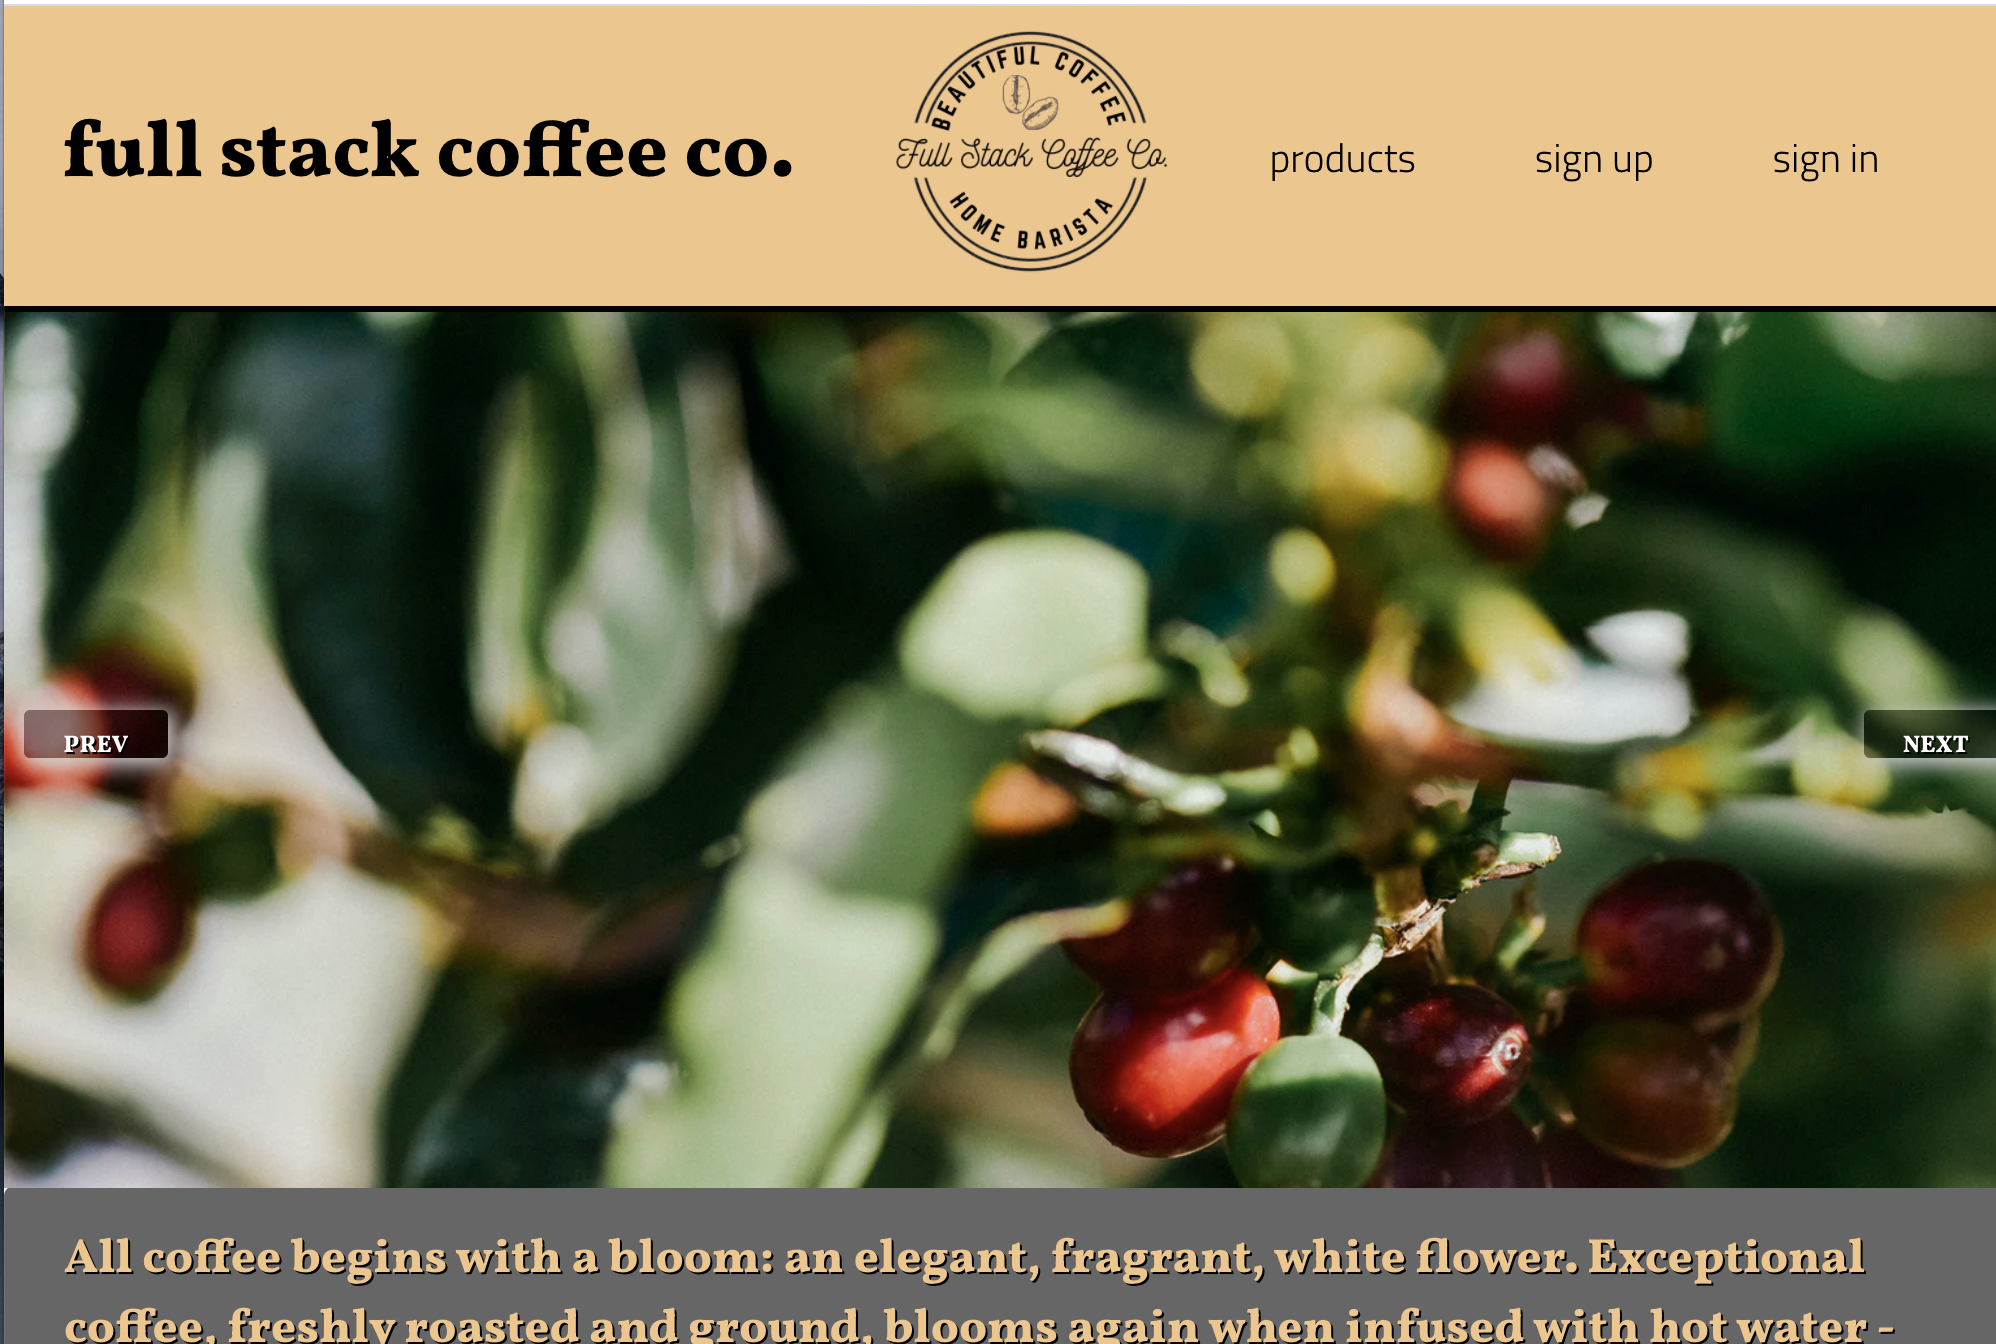 full stack coffee co.
BEAUTIFUL COFFEE
Full Stack Coffee Co.
HOME BARISTA
products
sign up
sign in
PREV
NEXT
All coffee begins with a bloom: an elegant, fragrant, white flower. Exceptional
coffee, freshly roasted and ground, blooms again when infused with hot water -